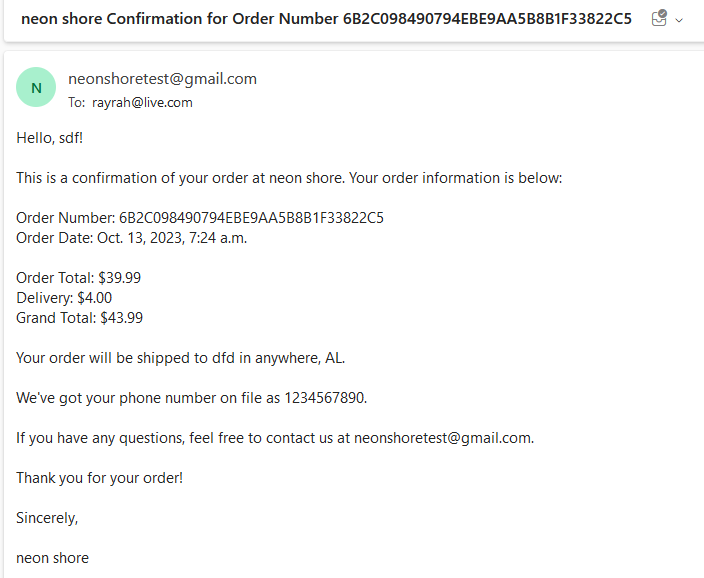 neon shore Confirmation for Order Number 6B2C098490794EBE9AA5B8B1F33822C5
N
neonshoretest@gmail.com
To: rayrah@live.com
Hello, sdf!
This is a confirmation of your order at neon shore. Your order information is below:
Order Number: 6B2C098490794EBE9AA5B8B1F33822C5
Order Date: Oct. 13, 2023, 7:24 a.m.
Order Total: $39.99
Delivery: $4.00
Grand Total: $43.99
Your order will be shipped to dfd in anywhere, AL.
We've got your phone number on file as 1234567890.
If you have any questions, feel free to contact us at neonshoretest@gmail.com.
Thank you for your order!
Sincerely,
neon shore